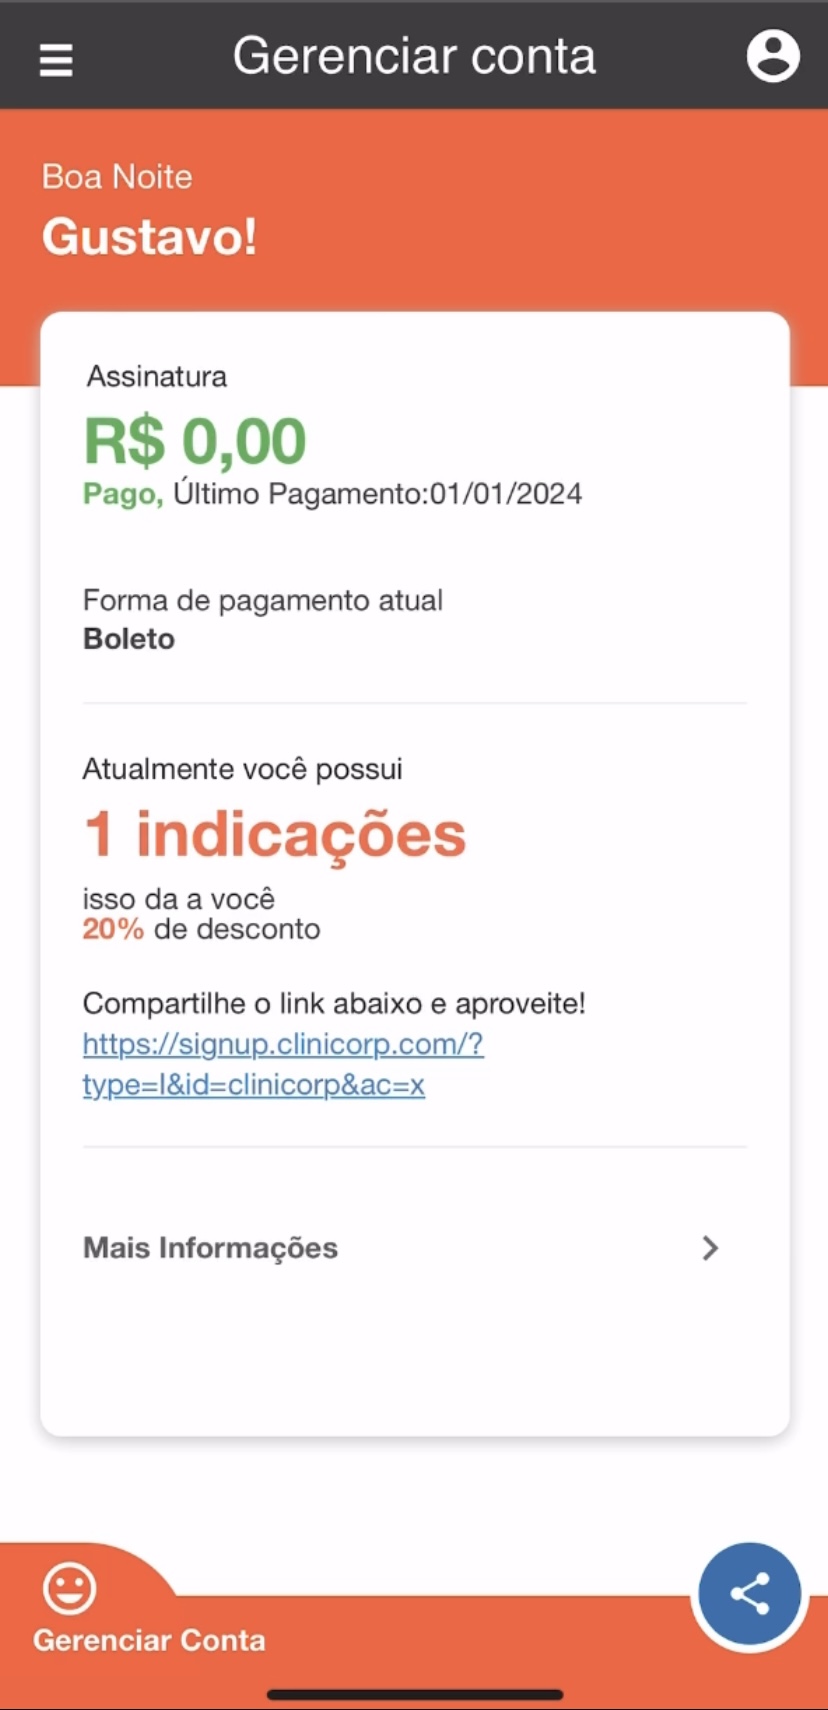 Gerenciar conta
Boa Noite
Gustavo!
Assinatura
R$ 0,00
Pago, Último Pagamento:01/01/2024
Forma de pagamento atual
Boleto
Atualmente você possui
1 indicações
isso da a você
20% de desconto
Compartilhe o link abaixo e aproveite!
https://signup.clinicorp.com/?
type=I&id=clinicorp&ac=x
Mais Informações
Gerenciar Conta